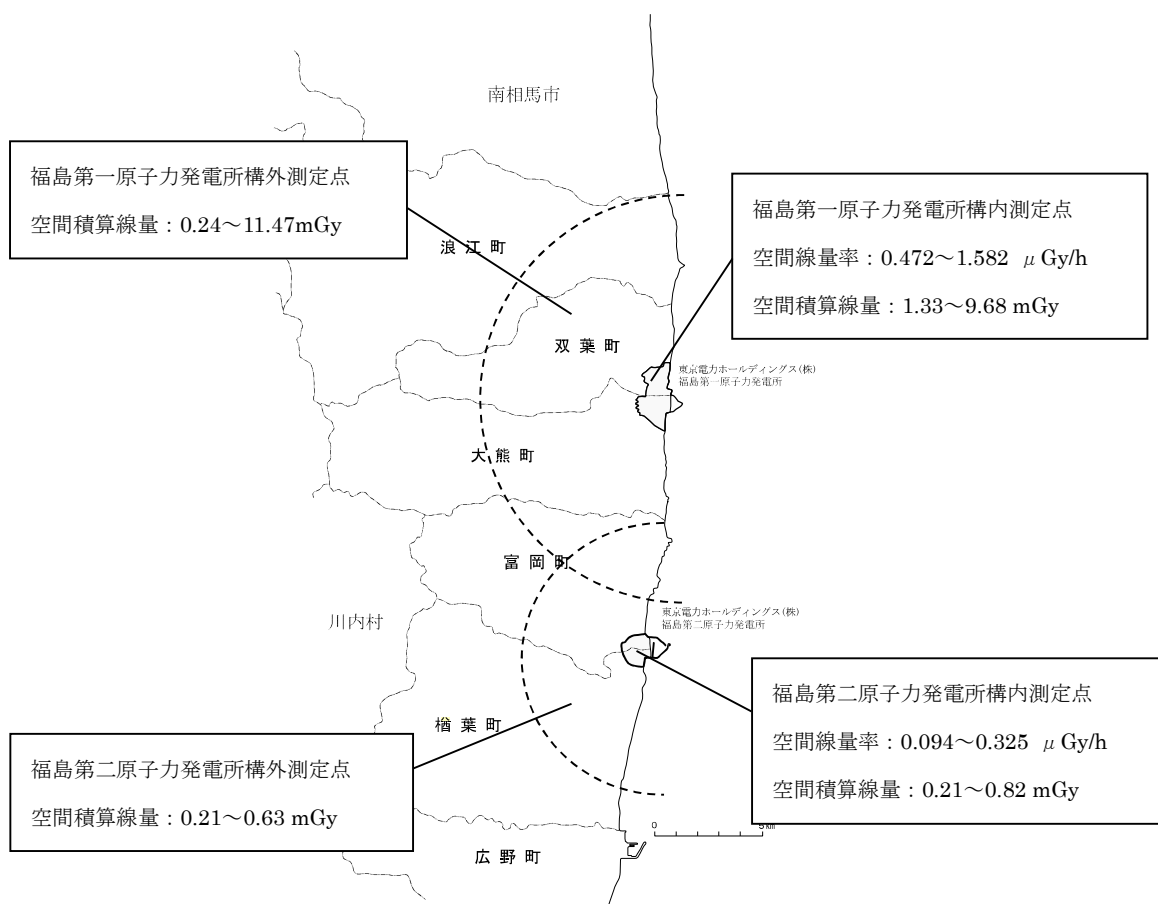 南相馬市
福島第一原子力発電所構外測定点
空間積算線量：0.24～11.47mGy
福島第一原子力発電所構内測定点
空間線量率：0.472～1.582 μGy/h
空間積算線量：1.33～9.68 mGy
浪江町
双葉町
東京電力ホールディングス(株)
福島第一原子力発電所
大熊町
富岡町
東京電力ホールディングス(株)
福島第二原子力発電所
川内村
福島第二原子力発電所構内測定点
空間線量率：0.094～0.325 μGy/h
空間積算線量：0.21～0.82 mGy
楢葉町
福島第二原子力発電所構外測定点
空間積算線量：0.21～0.63 mGy
0 5km
広野町